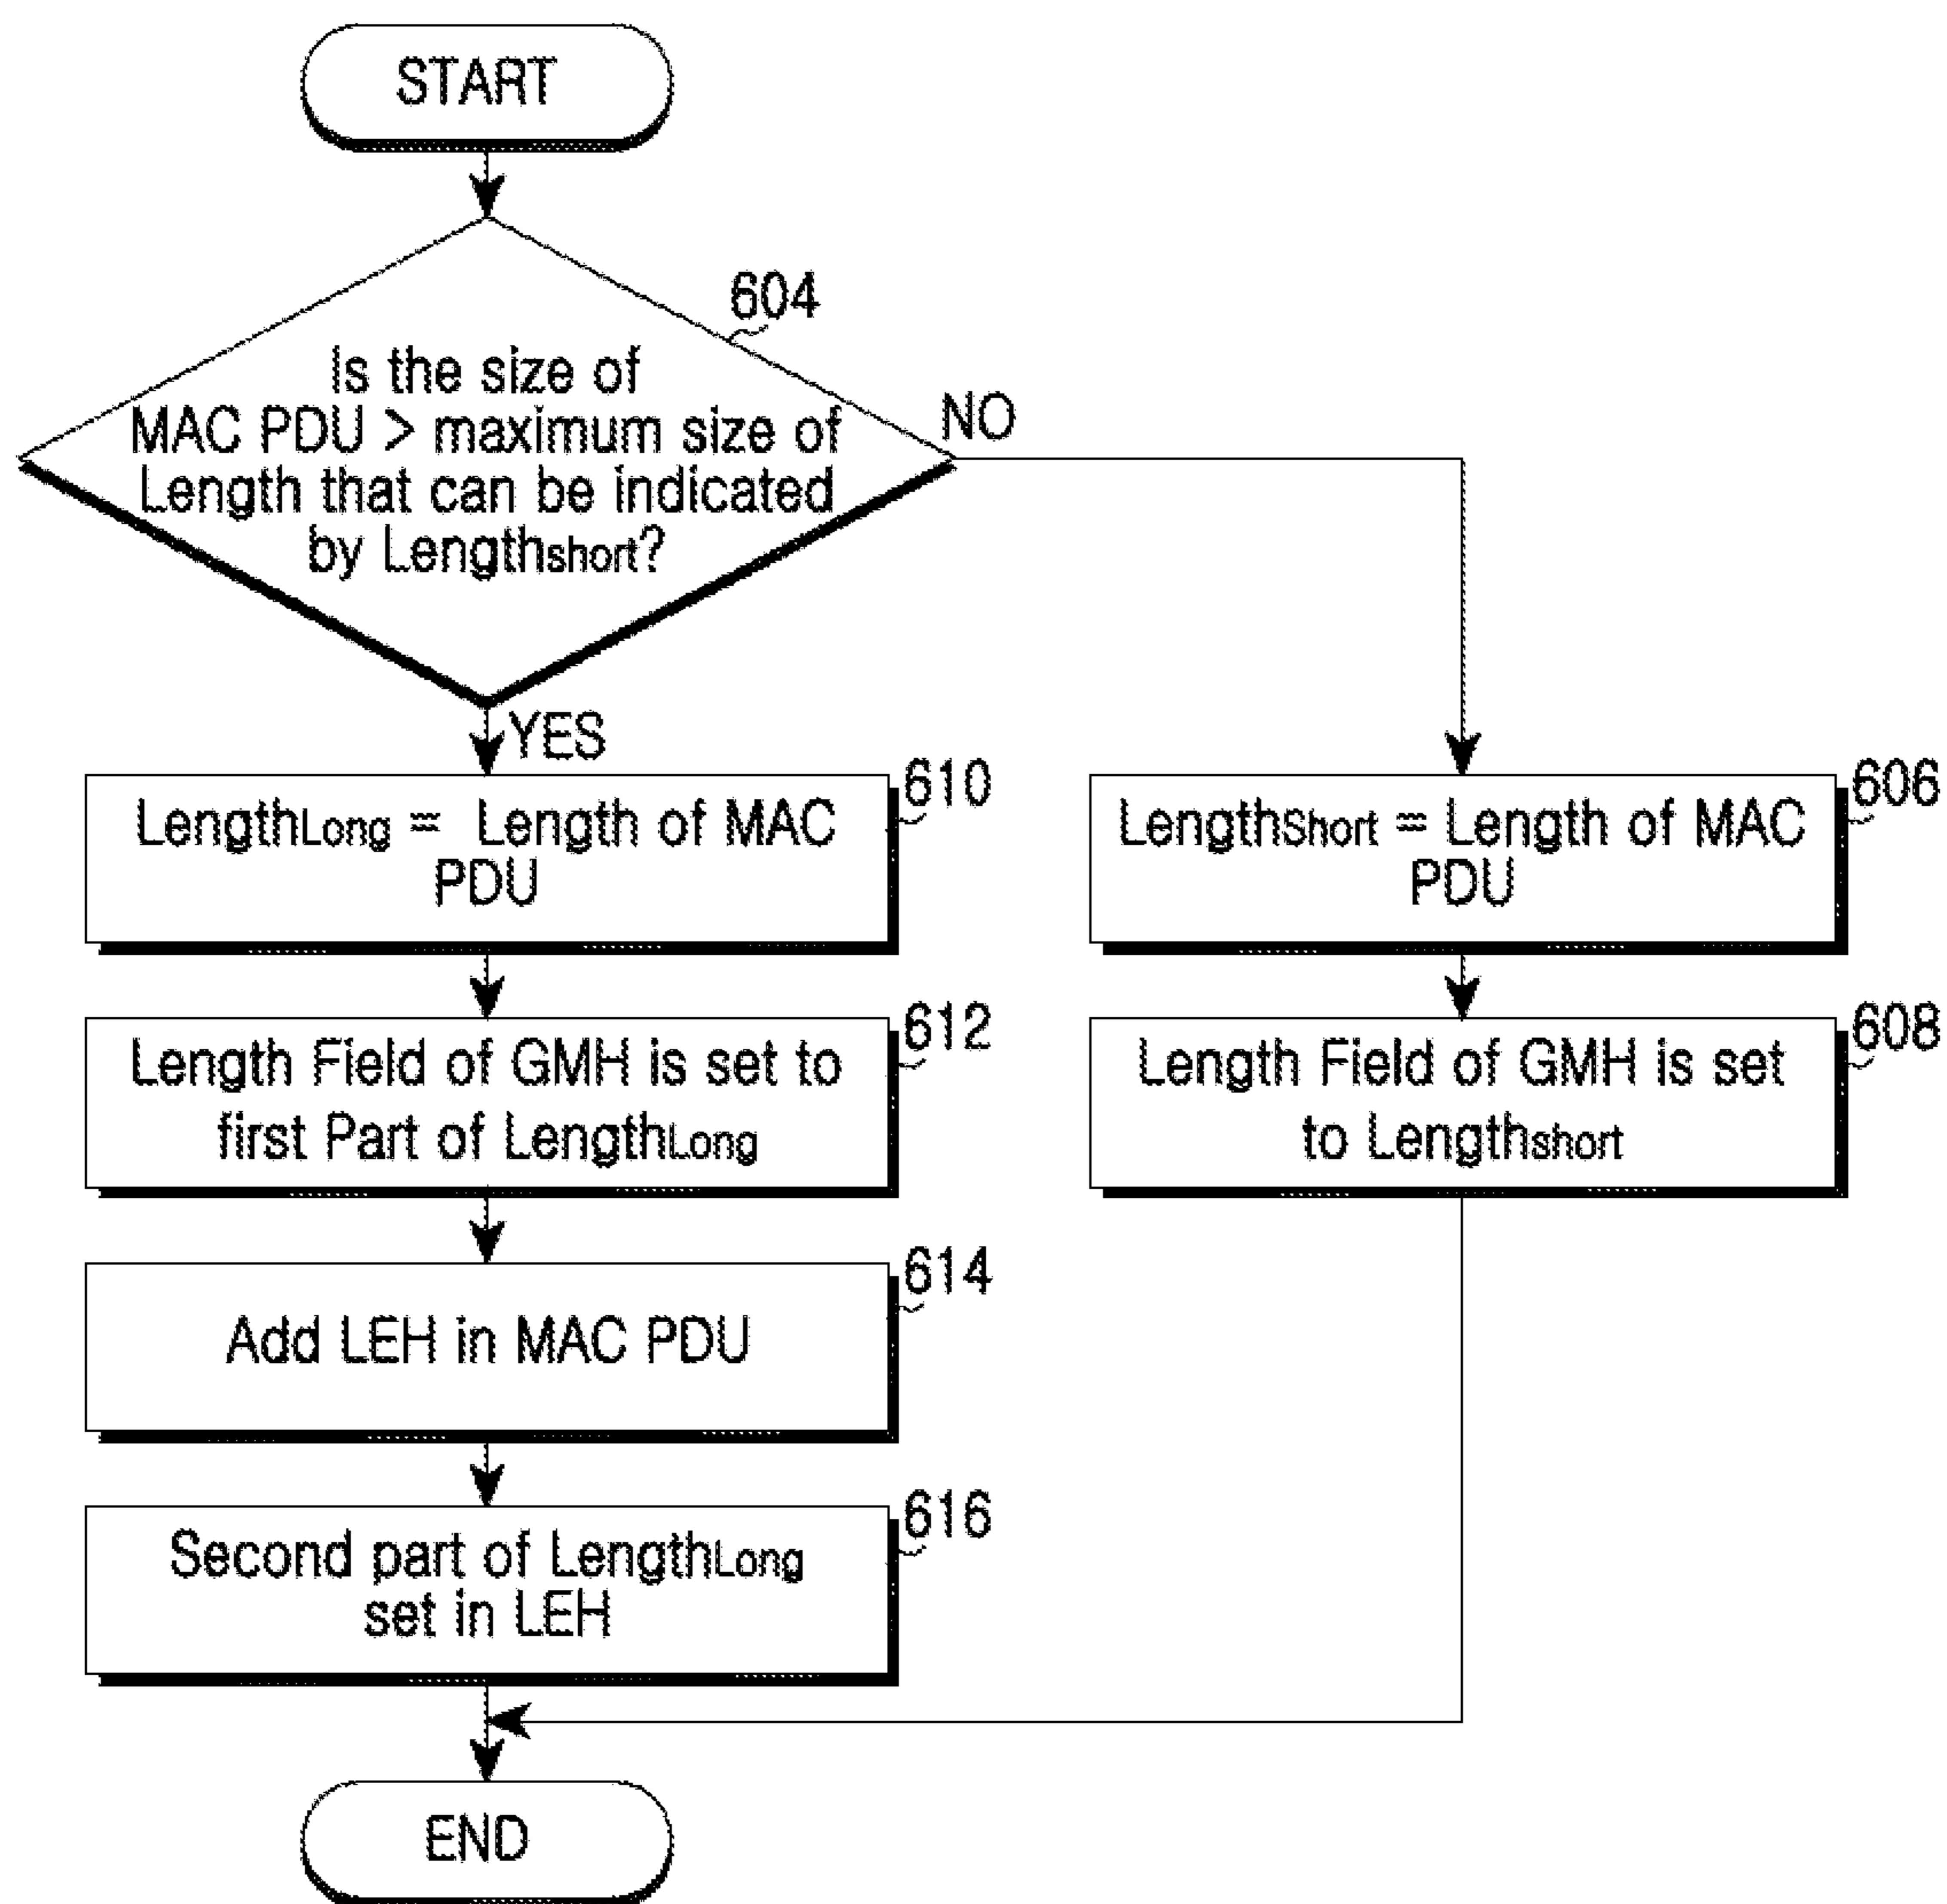 START
604
Is the size of
MAC PDU > maximum size of
Length that can be indicated
by Lengthshort?
NO
YES
610
LengthLong = Length of MAC
PDU
606
LengthShort = Length of MAC
PDU
612
Length Field of GMH is set to
first Part of LengthLong
608
Length Field of GMH is set
to Lengthshort
614
Add LEH in MAC PDU
616
Second part of LengthLong
set in LEH
END